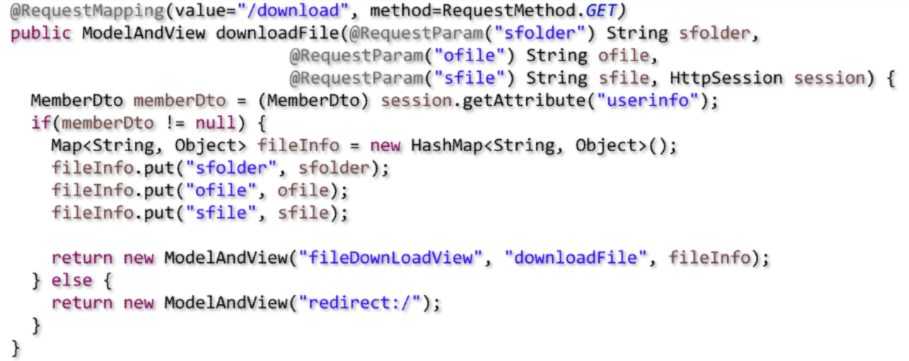 @RequestMapping(value="/download", method=RequestMethod.GET)
public ModelAndView downloadFile(@RequestParam("sfolder") String sfolder,
@RequestParam("ofile") String ofile,
@RequestParam("sfile") String sfile, HttpSession session) {
MemberDto memberDto = (MemberDto) session.getAttribute("userinfo");
if(memberDto != null) {
Map<String, Object> fileInfo = new HashMap<String, Object>();
fileInfo.put("sfolder", sfolder);
fileInfo.put("ofile", ofile);
fileInfo.put("sfile", sfile);
return new ModelAndView("fileDownLoadView", "downloadFile", fileInfo);
} else {
return new ModelAndView("redirect:/");
}
}